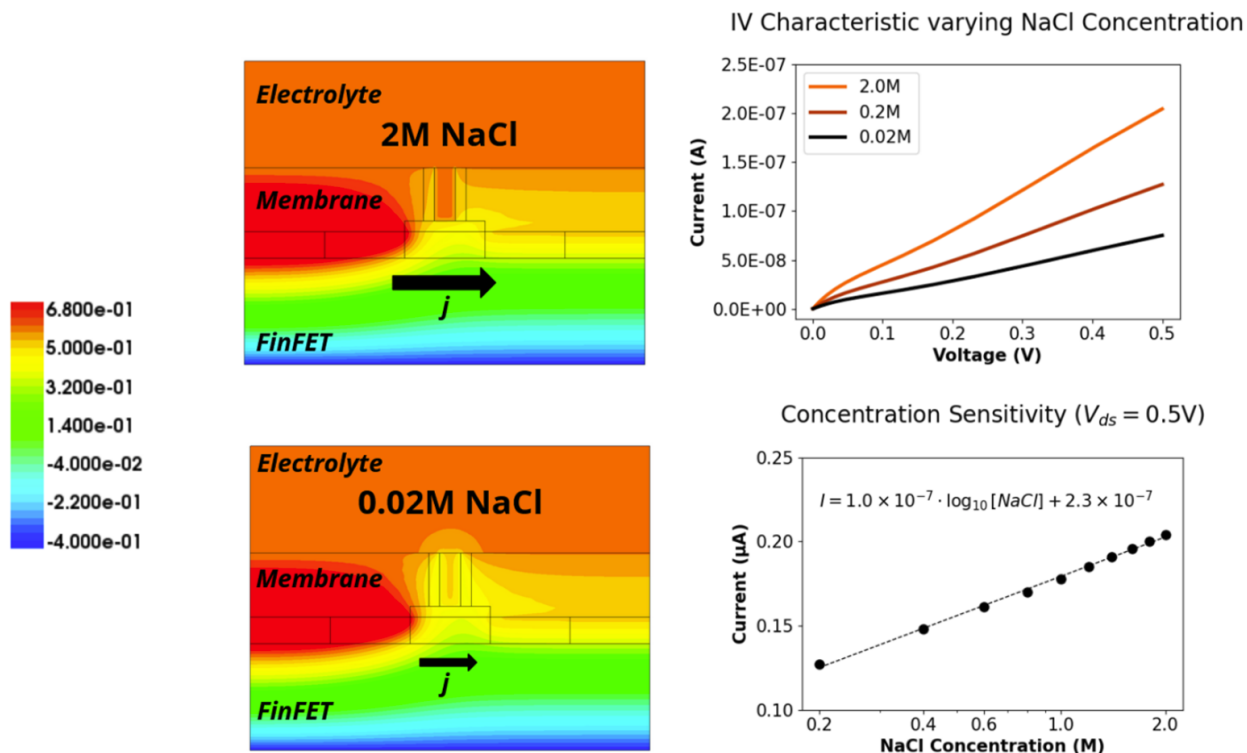 IV Characteristic varying NaCl Concentration
Electrolyte
2M NaCl
Membrane
j
FinFET
6.800e-01
5.000e-01
3.200e-01
1.400e-01
-4.000e-02
-2.200e-01
-4.000e-01
2.5E-07
2.0E-07
1.5E-07
1.0E-07
5.0E-08
0.0E+00
Current (A)
2.0M
0.2M
0.02M
0.0 0.1 0.2 0.3 0.4 0.5
Voltage (V)
Electrolyte
0.02M NaCl
Membrane
j
FinFET
Concentration Sensitivity (V_ds = 0.5V)
0.25
0.20
0.15
0.10
Current (µA)
I = 1.0 × 10⁻⁷ · log₁₀ [NaCl] + 2.3 × 10⁻⁷
0.2 0.4 0.6 1.0 2.0
NaCl Concentration (M)